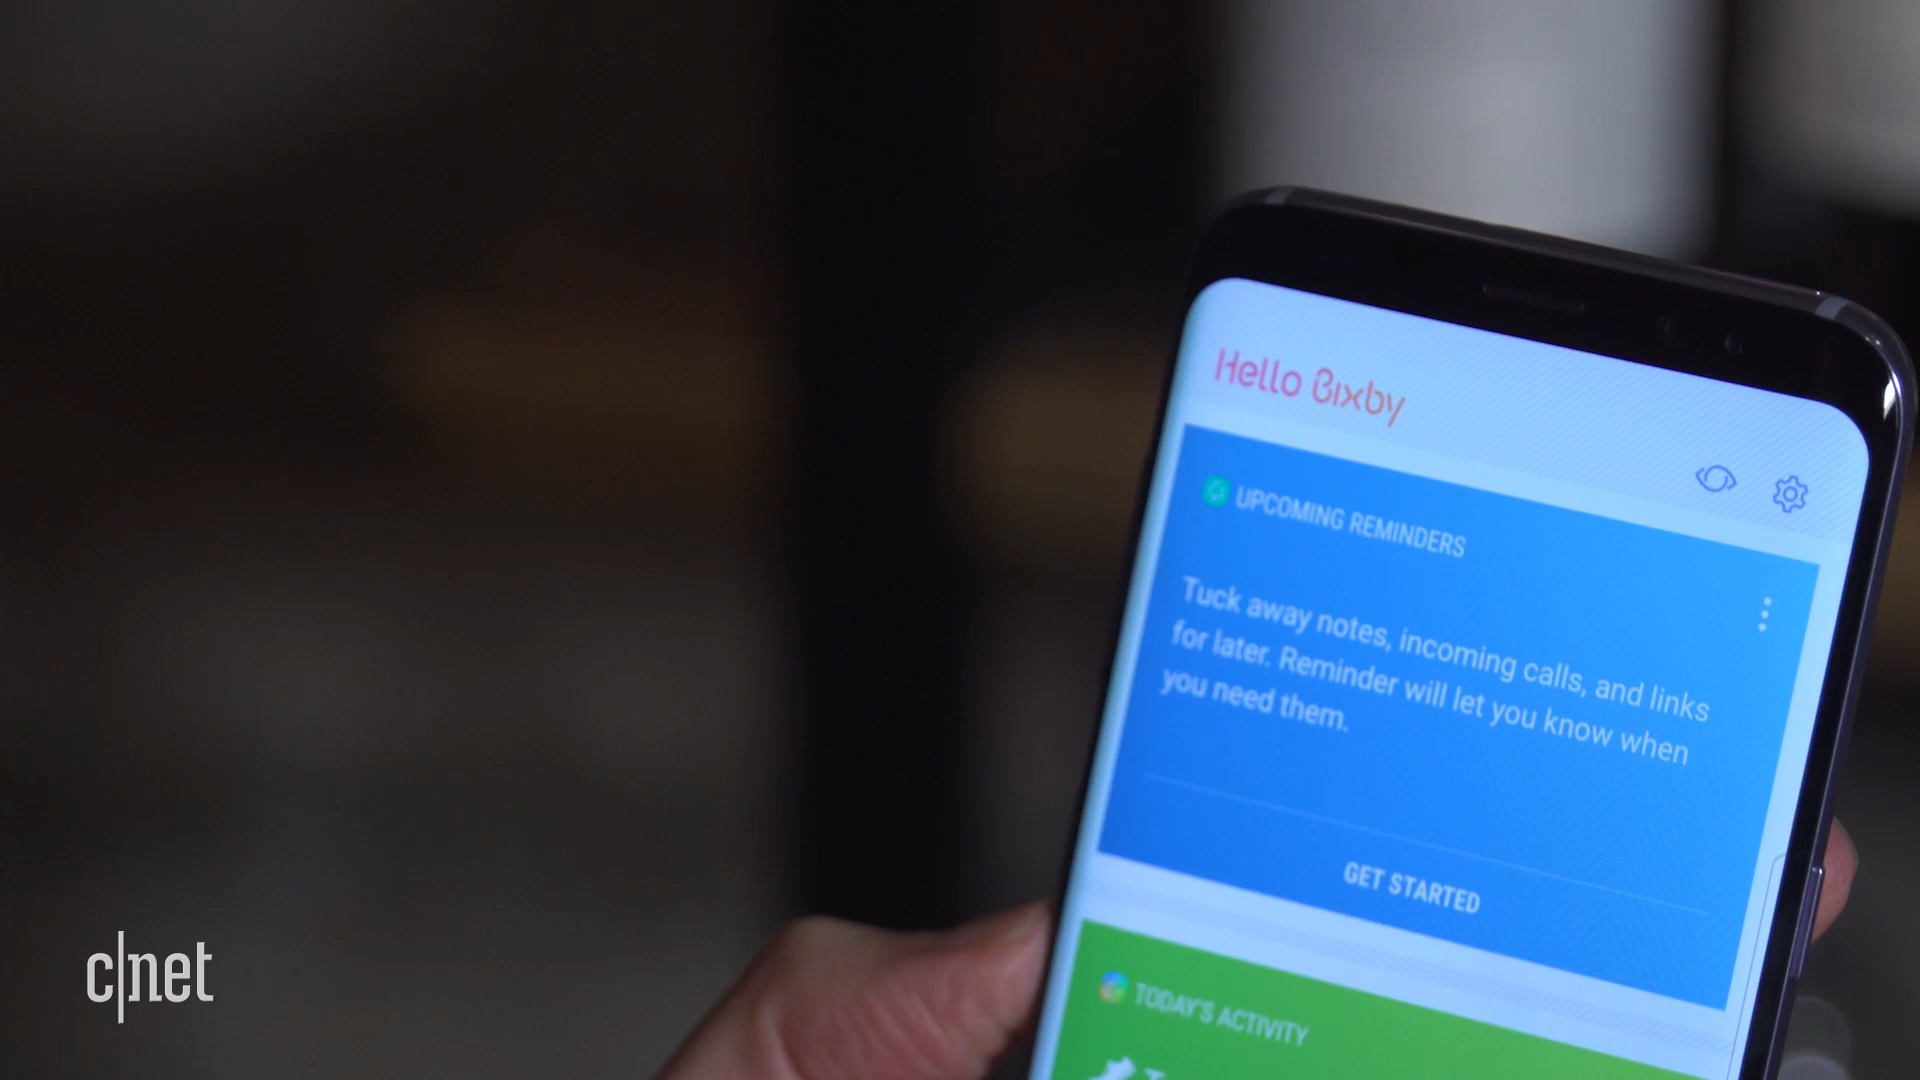 Hello Bixby
UPCOMING REMINDERS
Tuck away notes, incoming calls, and links
for later. Reminder will let you know when
you need them.
GET STARTED
TODAY'S ACTIVITY
c|net